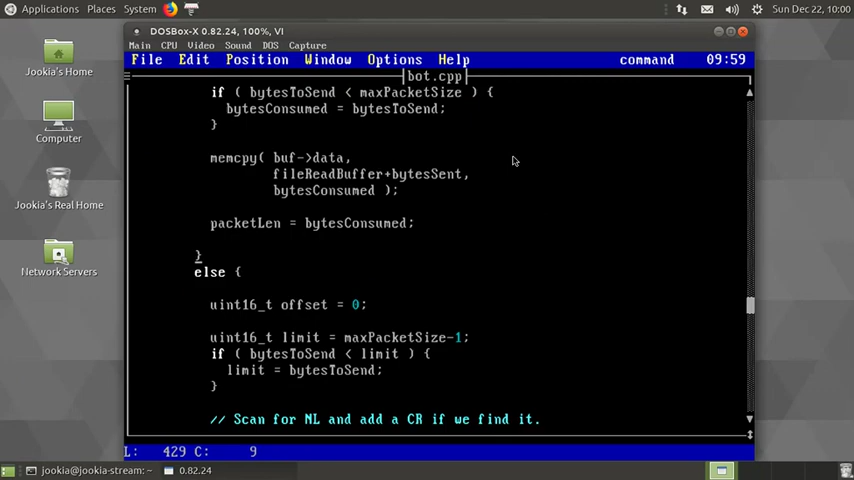 Applications Places System Sun Dec 22, 10:00
DOSBox-X 0.82.24, 100%, VI
Main CPU Video Sound DOS Capture
File Edit Position Window Options Help command 09:59
bot.cpp
if ( bytesToSend < maxPacketSize ) {
bytesConsumed = bytesToSend;
}
memcpy( buf->data,
fileReadBuffer+bytesSent,
bytesConsumed );
packetLen = bytesConsumed;
}
else {
uint16_t offset = 0;
uint16_t limit = maxPacketSize-1;
if ( bytesToSend < limit ) {
limit = bytesToSend;
}
// Scan for NL and add a CR if we find it.
L: 429 C: 9
Jookia's Home
Computer
Jookia's Real Home
Network Servers
jookia@jookia-stream: ~ 0.82.24